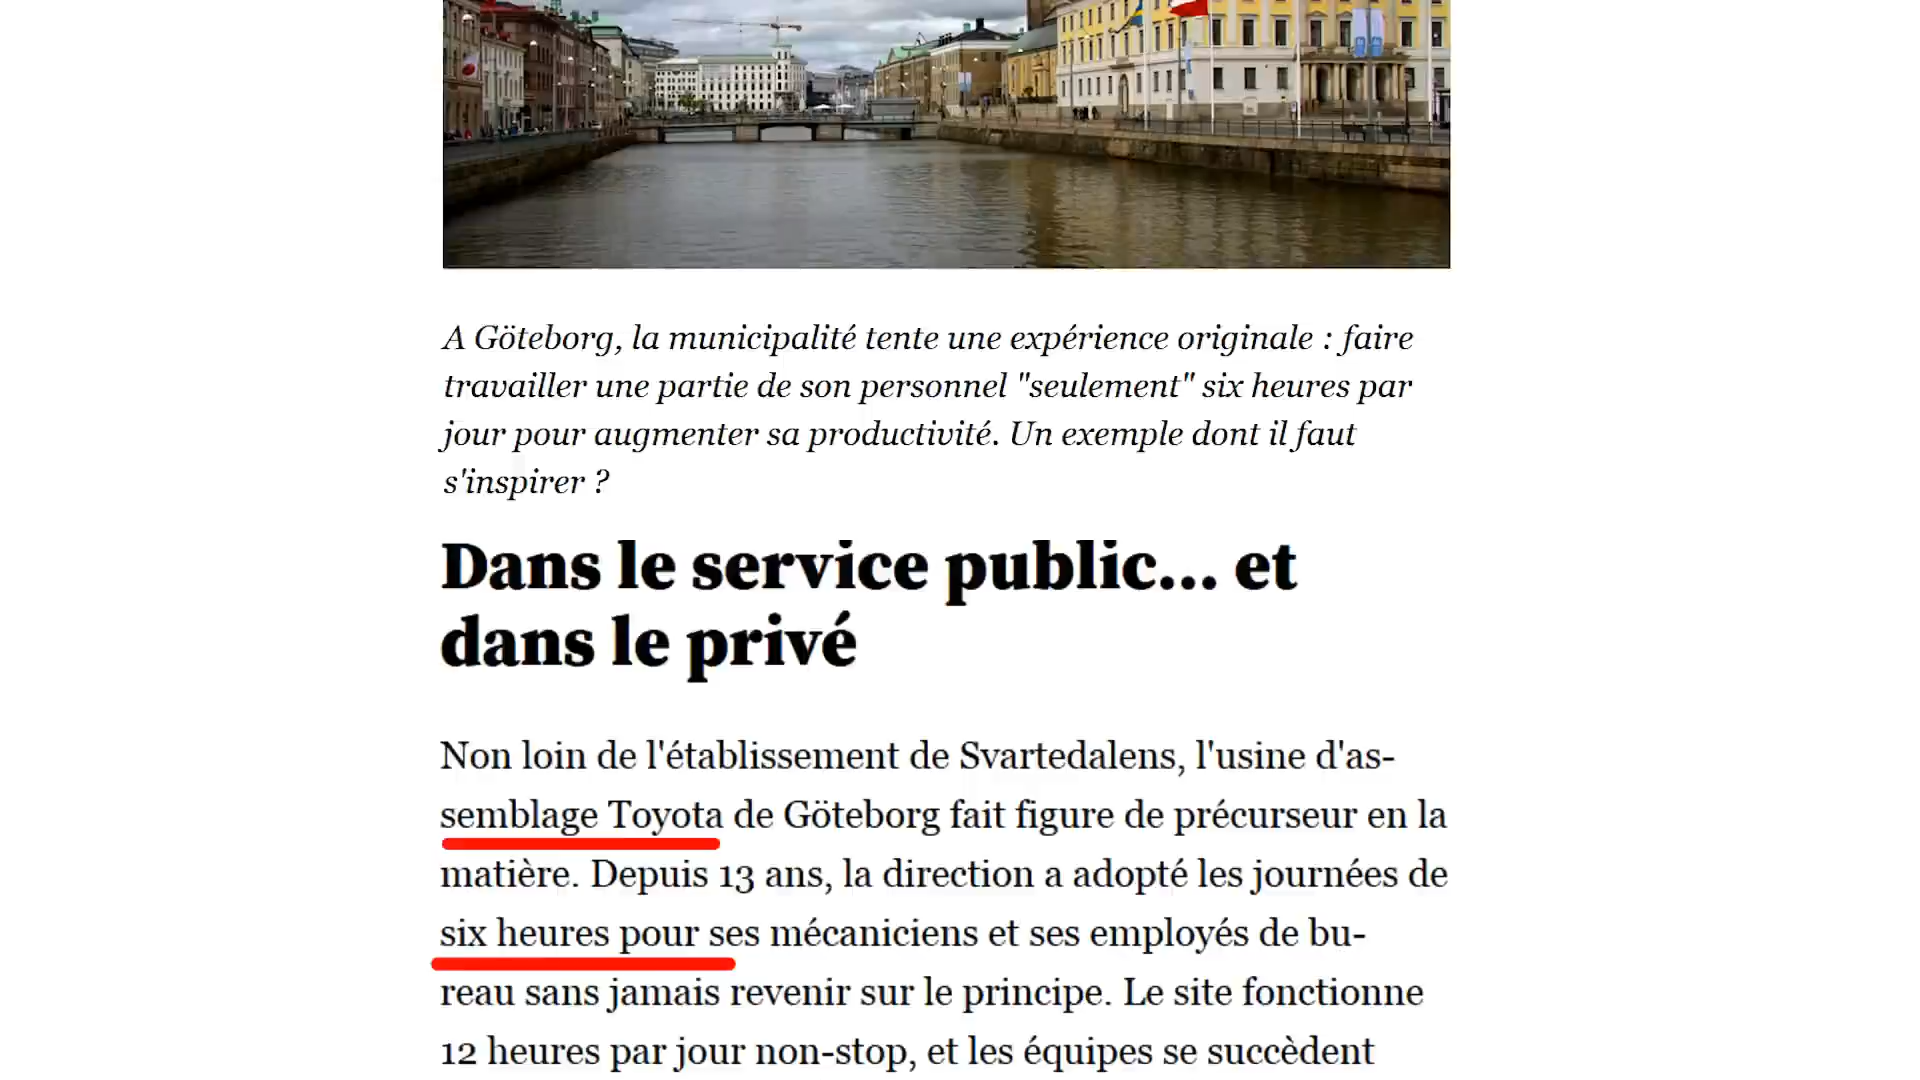 A Göteborg, la municipalité tente une expérience originale : faire
travailler une partie de son personnel "seulement" six heures par
jour pour augmenter sa productivité. Un exemple dont il faut
s'inspirer ?
Dans le service public... et
dans le privé
Non loin de l'établissement de Svartedalens, l'usine d'as-
semblage Toyota de Göteborg fait figure de précurseur en la
matière. Depuis 13 ans, la direction a adopté les journées de
six heures pour ses mécaniciens et ses employés de bu-
reau sans jamais revenir sur le principe. Le site fonctionne
12 heures par jour non-stop, et les équipes se succèdent